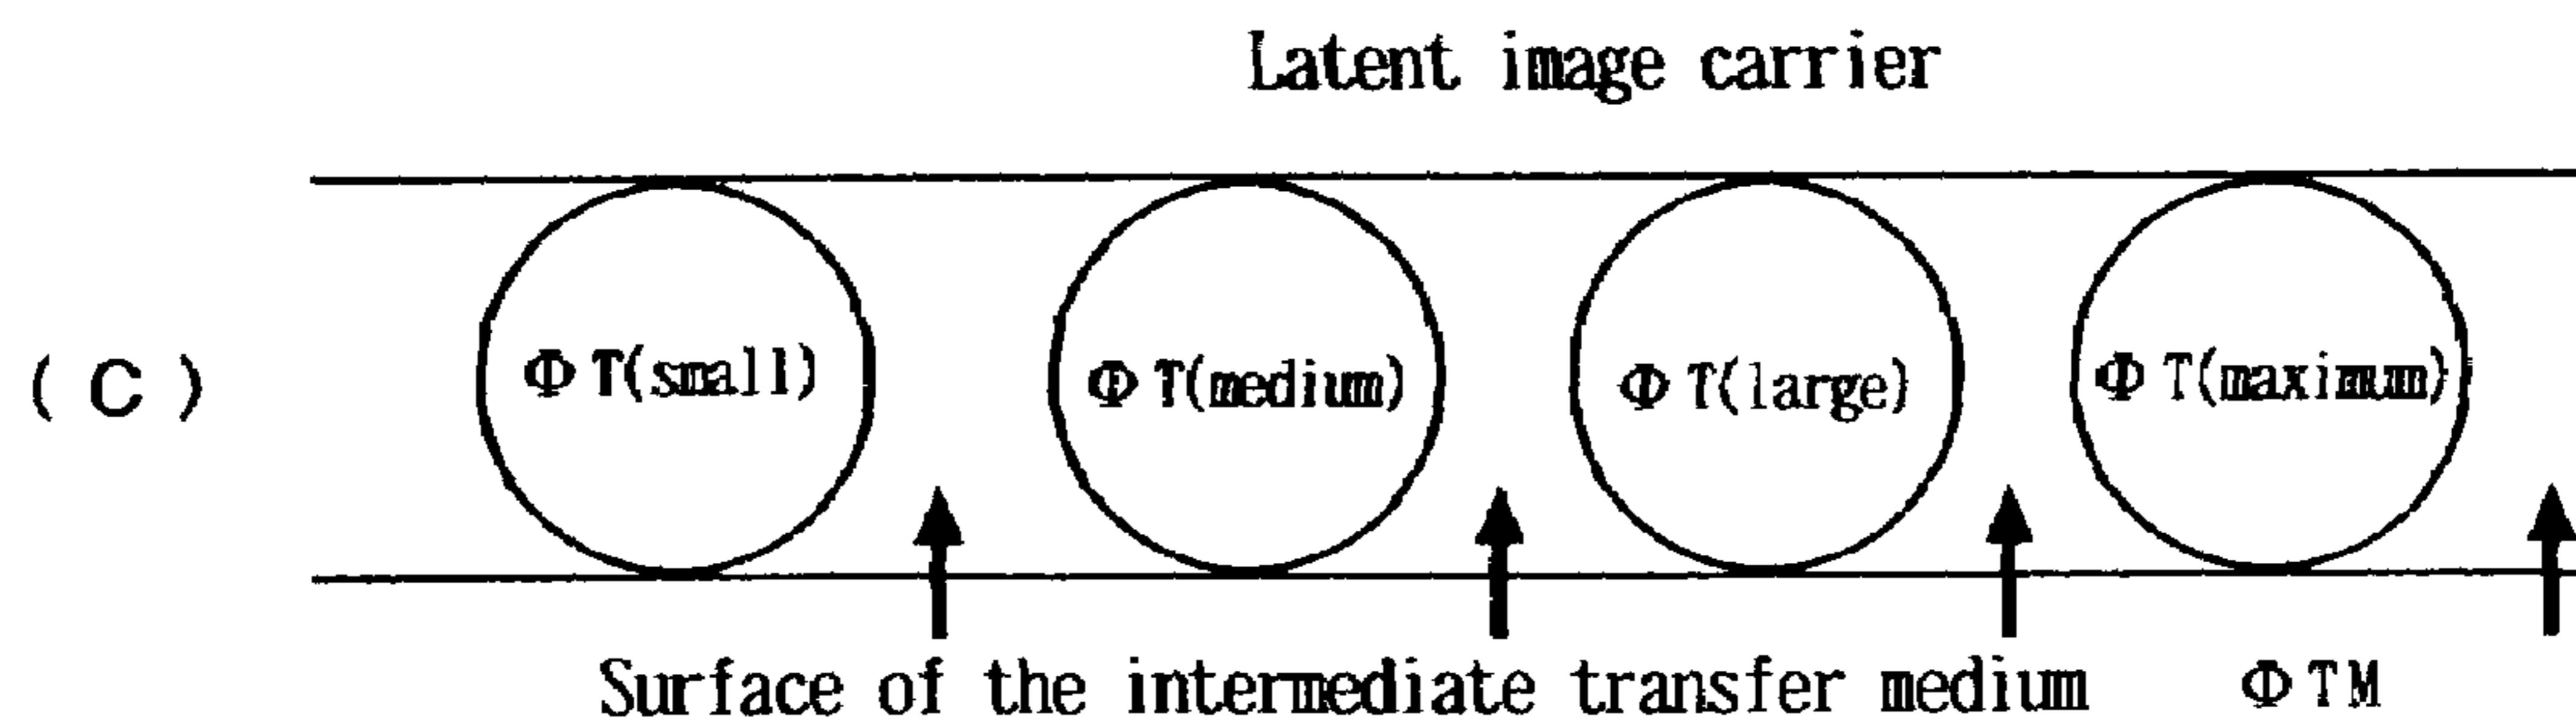 Latent image carrier
(C) Φ T(small) Φ T(medium) Φ T(large) Φ T(maximum)
Surface of the intermediate transfer medium Φ TM